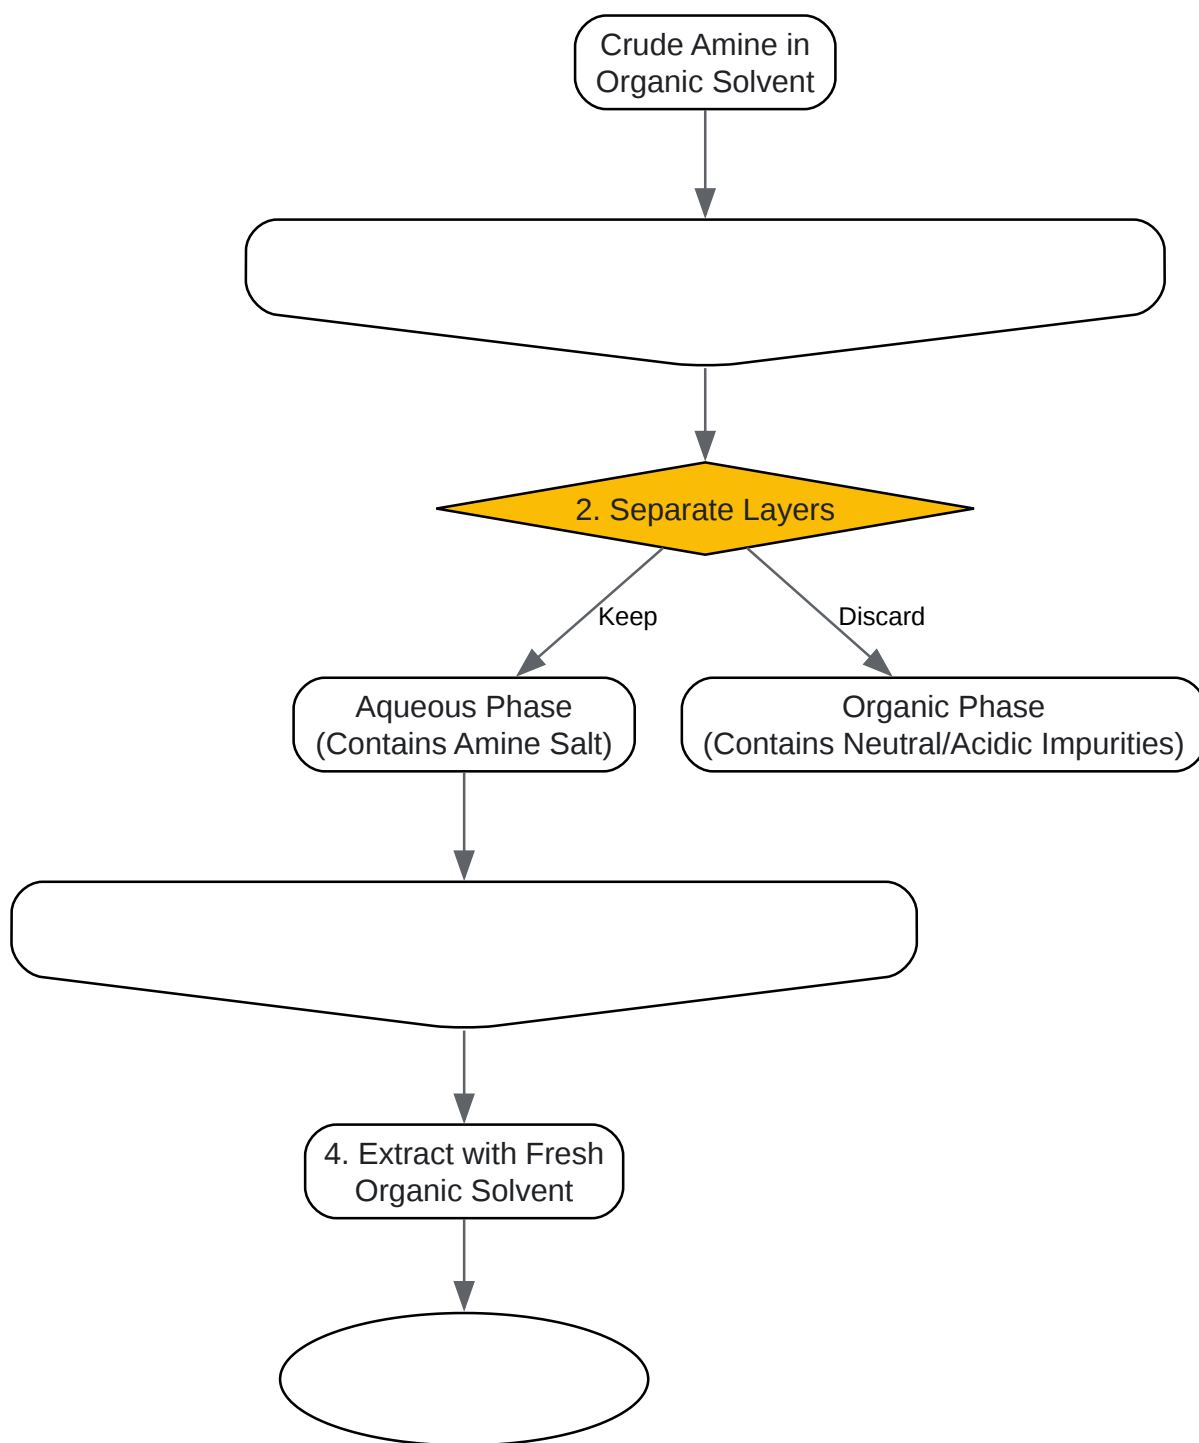 Crude Amine in
Organic Solvent
2. Separate Layers
Keep
Discard
Aqueous Phase
(Contains Amine Salt)
Organic Phase
(Contains Neutral/Acidic Impurities)
4. Extract with Fresh
Organic Solvent